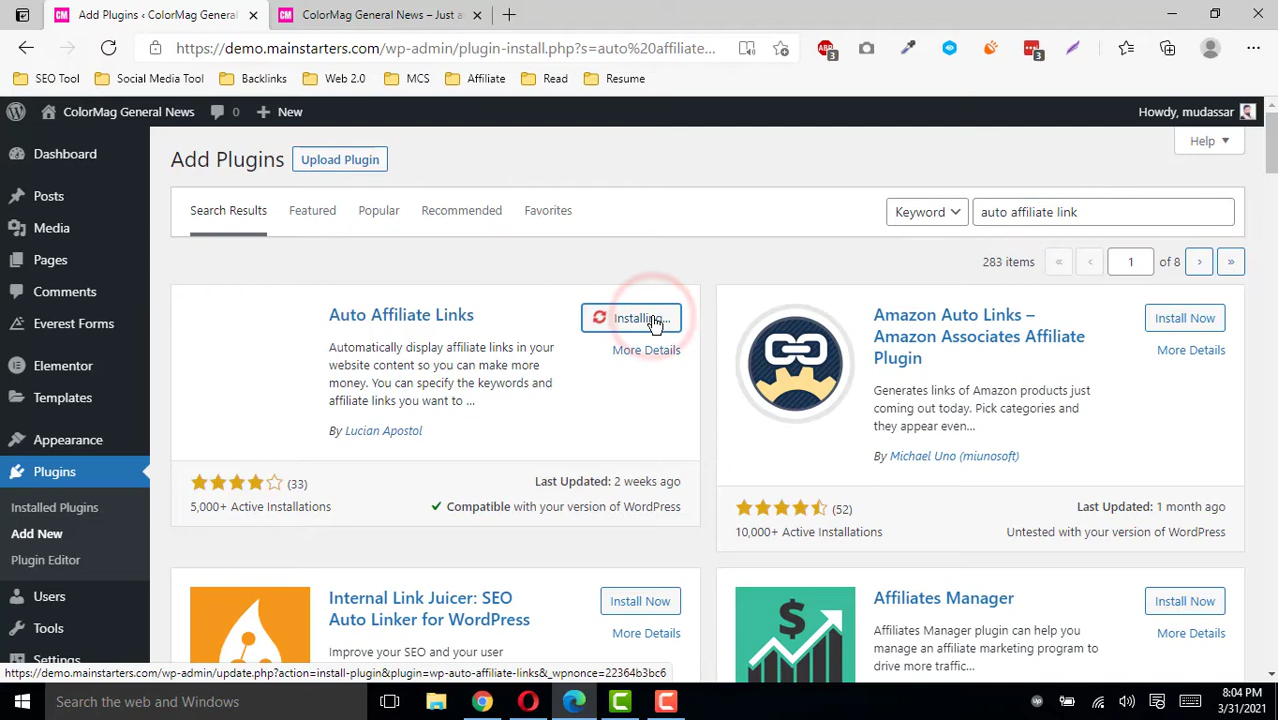 CM Add Plugins ‹ ColorMag General N
CM ColorMag General News – Just a
https://demo.mainstarters.com/wp-admin/plugin-install.php?s=auto%20affiliate...
3
3
SEO Tool Social Media Tool Backlinks Web 2.0 MCS Affiliate Read Resume
ColorMag General News 0 + New
Howdy, mudassar
Dashboard
Posts
Media
Pages
Comments
Everest Forms
Elementor
Templates
Appearance
Plugins
Installed Plugins
Add New
Plugin Editor
Users
Tools
Settings
Help
Add Plugins Upload Plugin
Search Results Featured Popular Recommended Favorites
Keyword auto affiliate link
283 items « ‹ 1 of 8 › »
Auto Affiliate Links
Installing...
More Details
Automatically display affiliate links in your
website content so you can make more
money. You can specify the keywords and
affiliate links you want to ...
By Lucian Apostol
(33)
5,000+ Active Installations
Last Updated: 2 weeks ago
Compatible with your version of WordPress
Amazon Auto Links –
Amazon Associates Affiliate
Plugin
Install Now
More Details
Generates links of Amazon products just
coming out today. Pick categories and
they appear even...
By Michael Uno (miunosoft)
(52)
10,000+ Active Installations
Last Updated: 1 month ago
Untested with your version of WordPress
Internal Link Juicer: SEO
Auto Linker for WordPress
Install Now
More Details
Improve your SEO and your user
$
Affiliates Manager
Install Now
More Details
Affiliates Manager plugin can help you
manage an affiliate marketing program to
drive more traffic...
https://demo.mainstarters.com/wp-admin/update.php?action=install-plugin&plugin=wp-auto-affiliate-links&_wpnonce=22364b3bc6
Search the web and Windows
Up
8:04 PM
3/31/2021